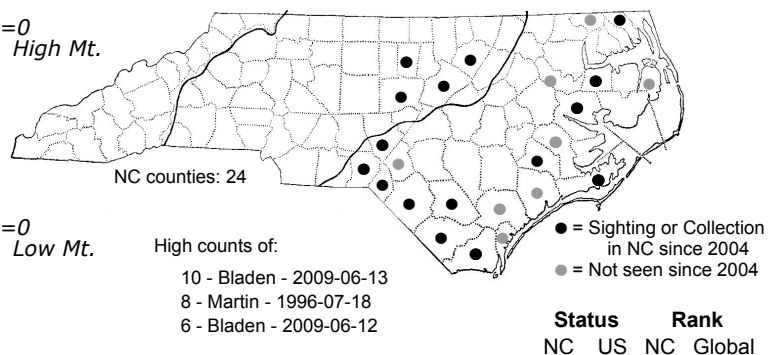 =0
High Mt.
NC counties: 24
=0
Low Mt.
High counts of:
10 - Bladen - 2009-06-13
8 - Martin - 1996-07-18
6 - Bladen - 2009-06-12
= Sighting or Collection
in NC since 2004
= Not seen since 2004
Status Rank
NC US NC Global